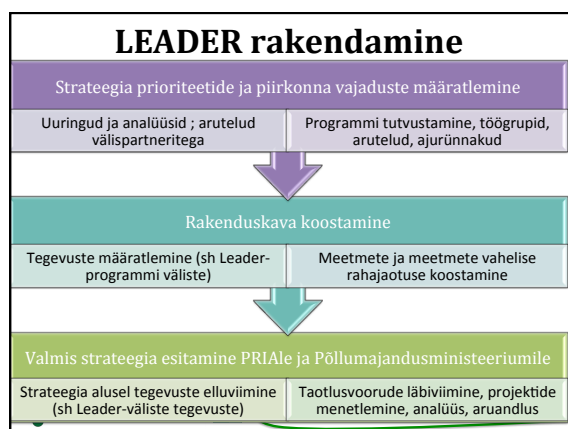 LEADER rakendamine
Strateegia prioriteetide ja piirkonna vajaduste määratlemine
Uuringud ja analüüsid ; arutelud
välispartneritega
Programmi tutvustamine, töögrupid,
arutelud, ajurünnakud
Rakenduskava koostamine
Tegevuste määratlemine (sh Leader-
programmi väliste)
Meetmete ja meetmete vahelise
rahajaotuse koostamine
Valmis strateegia esitamine PRIAle ja Põllumajandusministeeriumile
Strateegia alusel tegevuste elluviimine
(sh Leader-väliste tegevuste)
Taotlusvoorude läbiviimine, projektide
menetlemine, analüüs, aruandlus